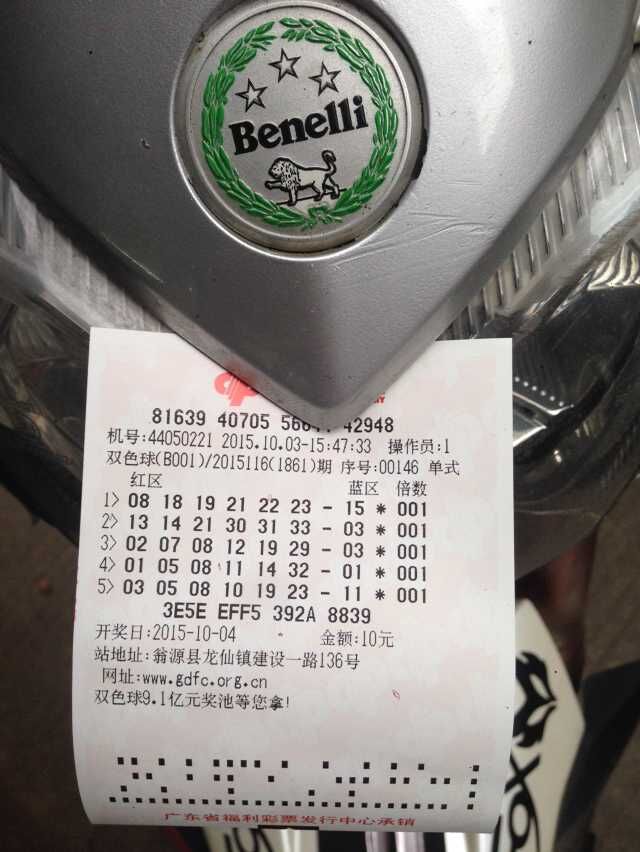 Benelli
81639 40705 42948
机号:44050221 2015.10.03-15:47:33 操作员:1
双色球(B001)/2015116(1861)期 序号:00146 单式
红区 蓝区 倍数
1> 08 18 19 21 22 23 - 15 * 001
2> 13 14 21 30 31 33 - 03 * 001
3> 02 07 08 12 19 29 - 03 * 001
4> 01 05 08 11 14 32 - 01 * 001
5> 03 05 08 10 19 23 - 11 * 001
3E5E EFF5 392A 8839
开奖日:2015-10-04 金额:10元
站地址:翁源县龙仙镇建设一路136号
网址:www.gdfc.org.cn
双色球9.1亿元奖池等您拿!
广东省福利彩票发行中心承销